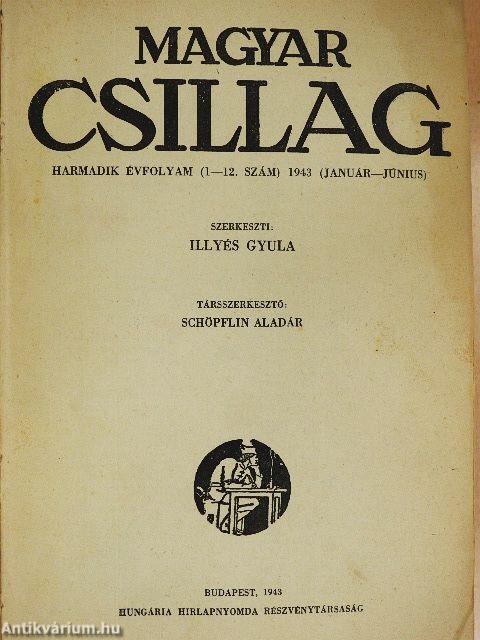 MAGYAR
CSILLAG
HARMADIK ÉVFOLYAM (1—12. SZÁM) 1943 (JANUÁR—JÚNIUS)
SZERKESZTI:
ILLYÉS GYULA
TÁRSSZERKESZTŐ:
SCHÖPFLIN ALADÁR
BUDAPEST, 1943
HUNGÁRIA HIRLAPNYOMDA RÉSZVÉNYTÁRSASÁG
Antikvárium.hu